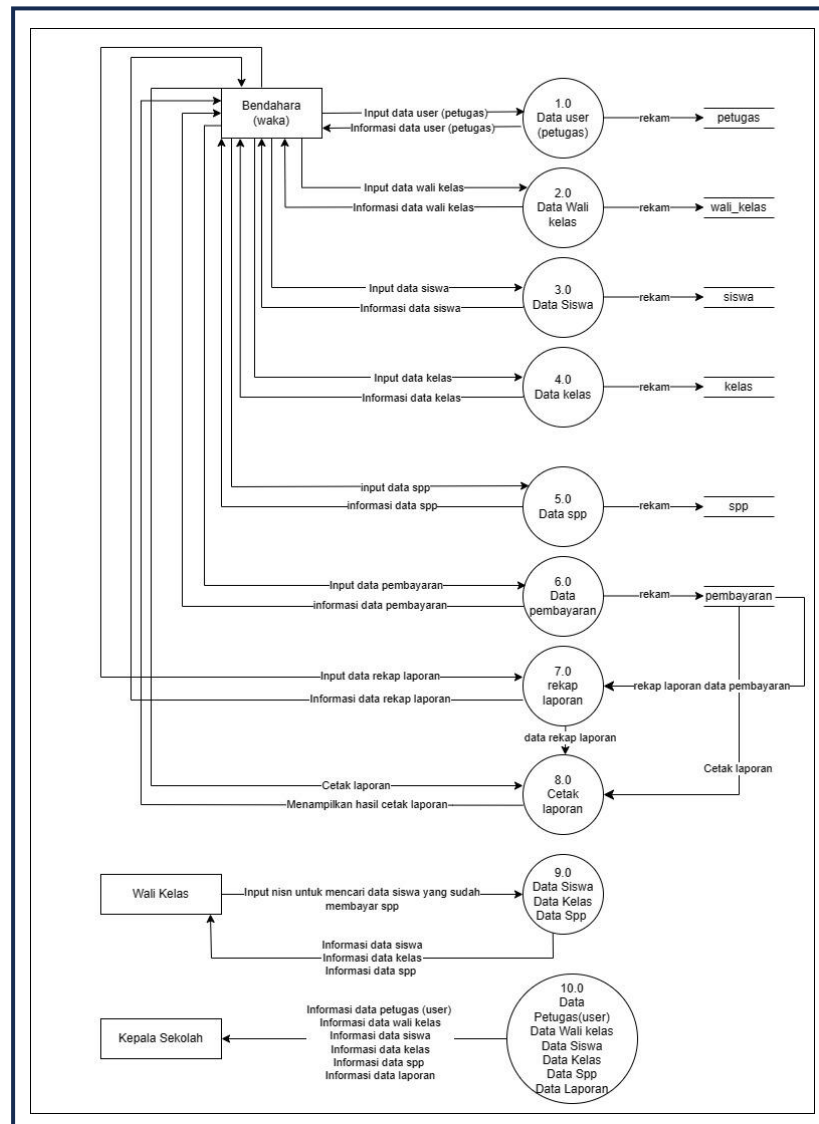 Bendahara
(waka)
Input data user (petugas)
Informasi data user (petugas)
1.0
Data user
(petugas)
rekam
petugas
Input data wali kelas
Informasi data wali kelas
2.0
Data Wali
kelas
rekam
wali_kelas
Input data siswa
Informasi data siswa
3.0
Data Siswa
rekam
siswa
Input data kelas
Informasi data kelas
4.0
Data kelas
rekam
kelas
input data spp
informasi data spp
5.0
Data spp
rekam
spp
Input data pembayaran
informasi data pembayaran
6.0
Data
pembayaran
rekam
pembayaran
Input data rekap laporan
Informasi data rekap laporan
7.0
rekap
laporan
rekap laporan data pembayaran
data rekap laporan
Cetak laporan
Menampilkan hasil cetak laporan
8.0
Cetak
laporan
Cetak laporan
Wali Kelas
Input nisn untuk mencari data siswa yang sudah
membayar spp
9.0
Data Siswa
Data Kelas
Data Spp
Informasi data siswa
Informasi data kelas
Informasi data spp
Kepala Sekolah
Informasi data petugas (user)
Informasi data wali kelas
Informasi data siswa
Informasi data kelas
Informasi data spp
Informasi data laporan
10.0
Data
Petugas(user)
Data Wali kelas
Data Siswa
Data Kelas
Data Spp
Data Laporan